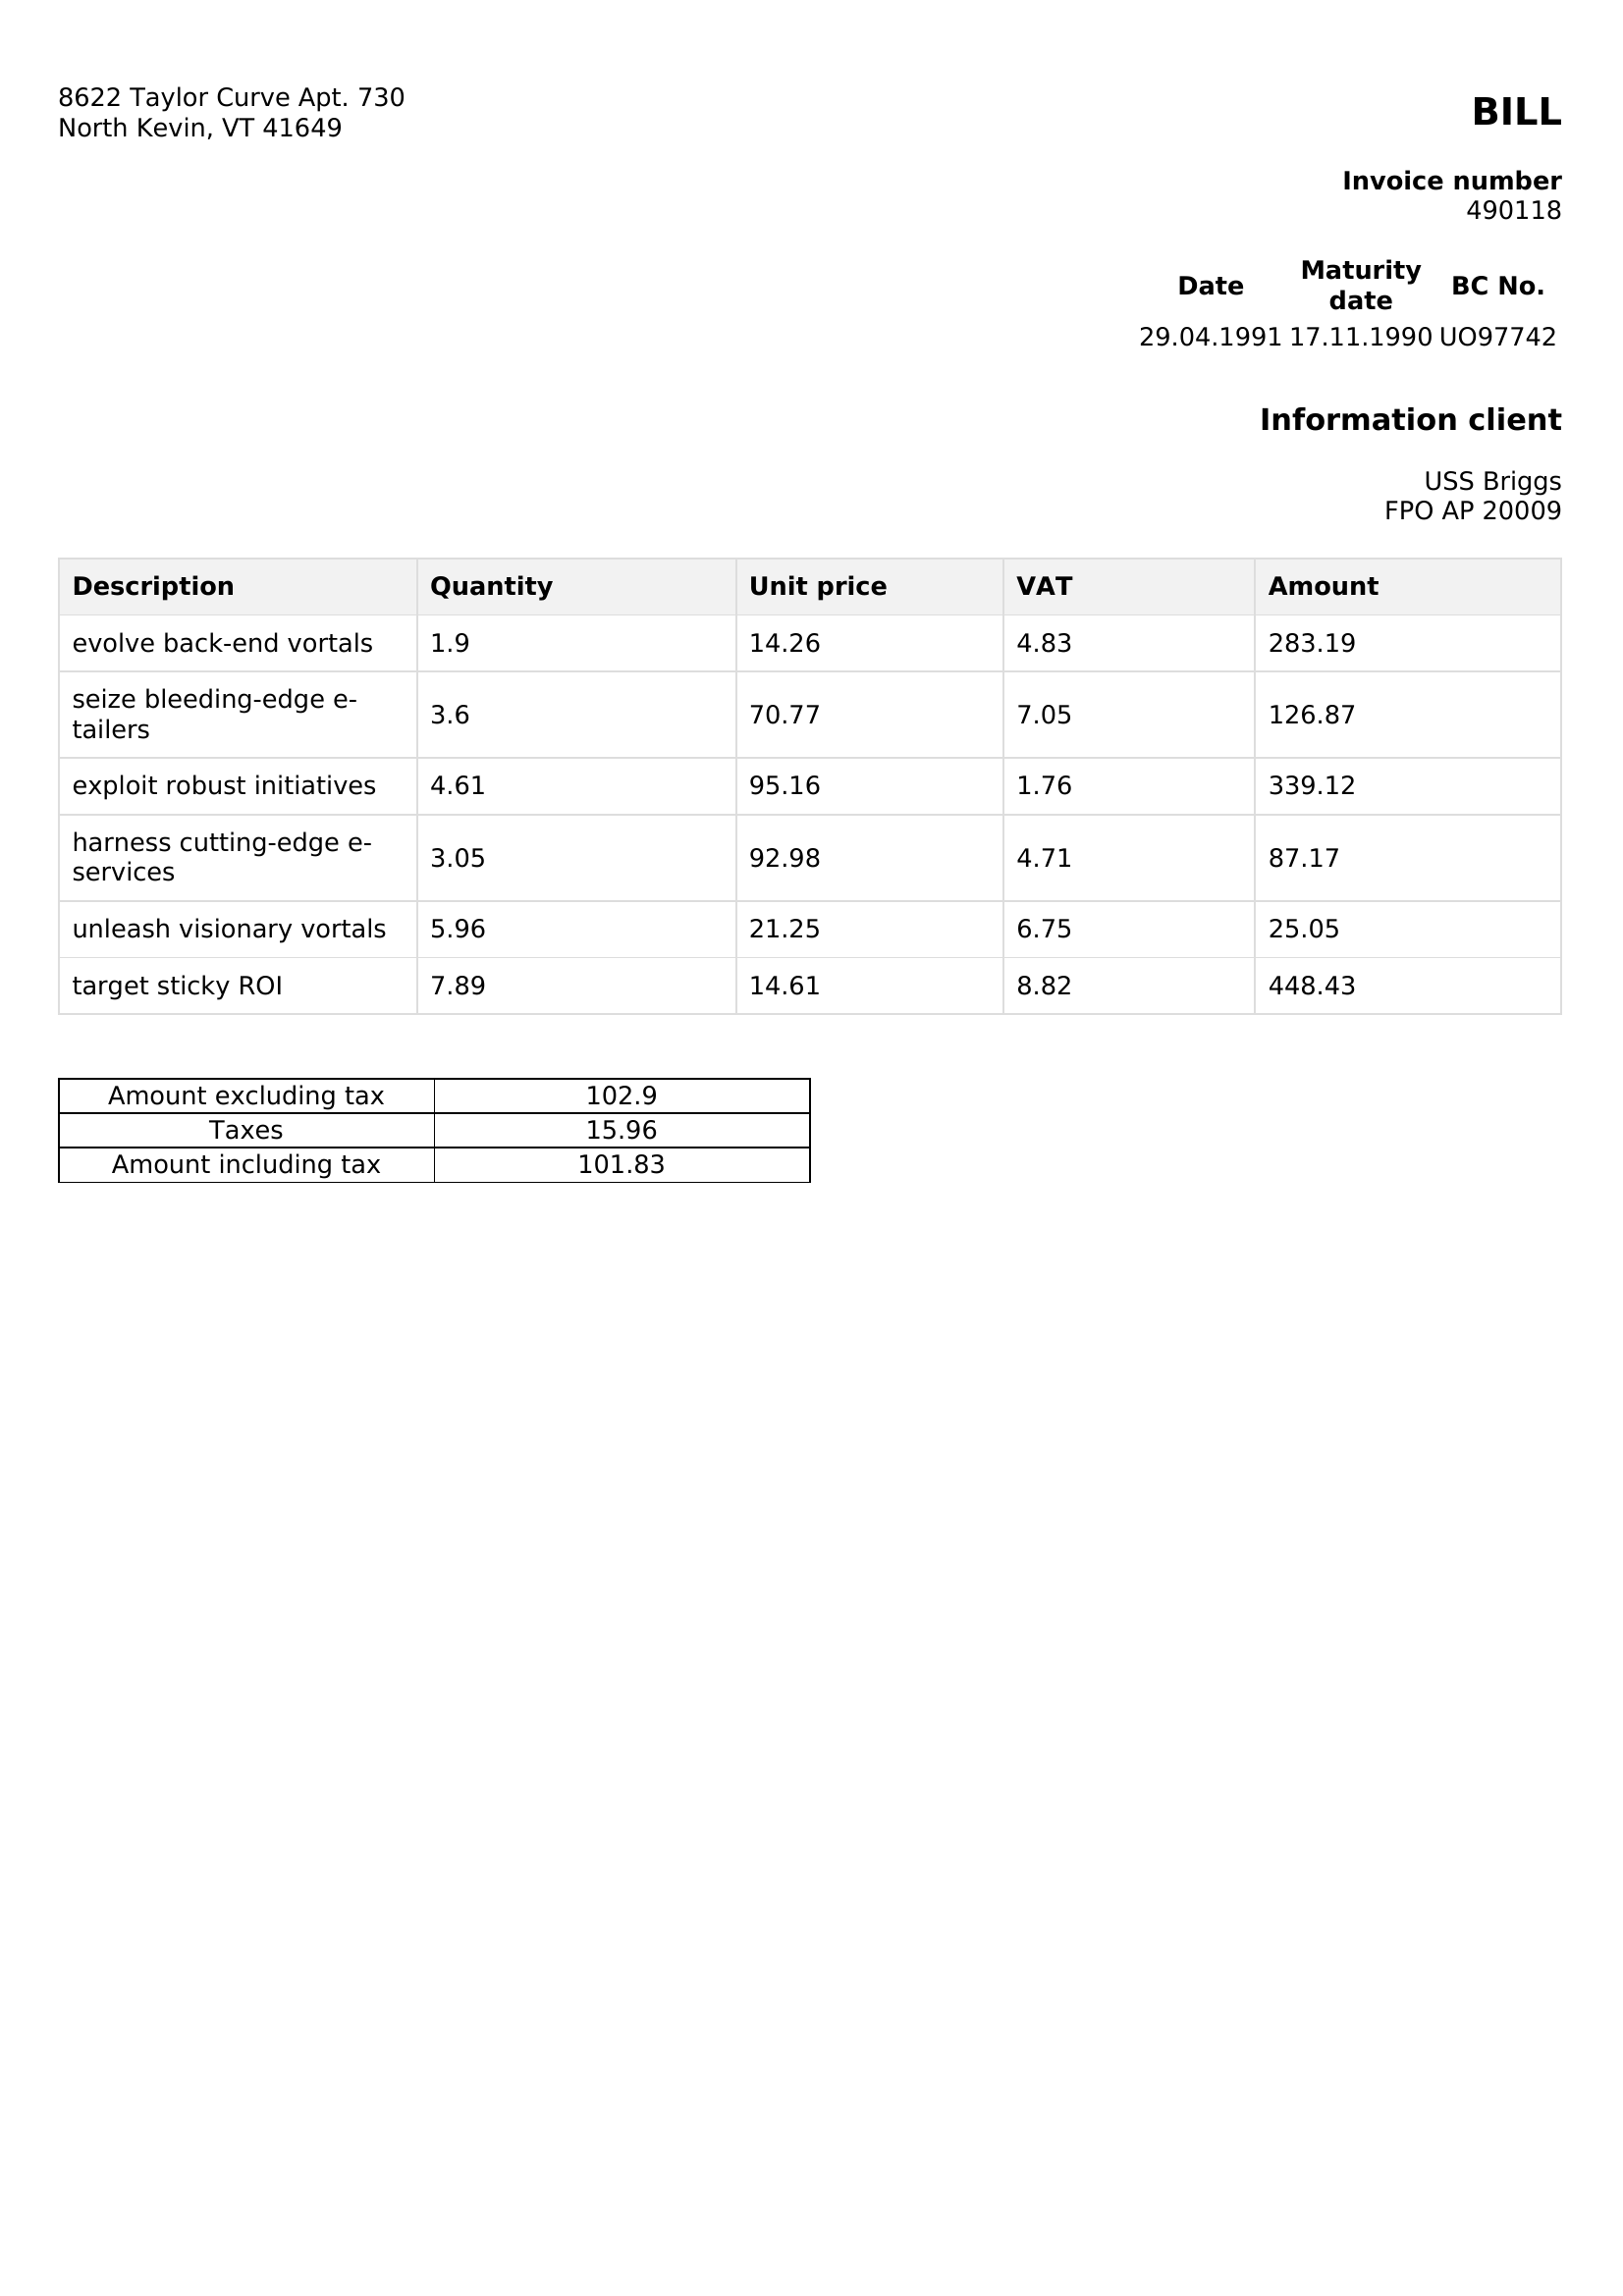 8622 Taylor Curve Apt. 730
North Kevin, VT 41649
BILL
Invoice number
490118
Date Maturity date BC No.
29.04.1991 17.11.1990 UO97742
Information client
USS Briggs
FPO AP 20009
Description Quantity Unit price VAT Amount
evolve back-end vortals 1.9 14.26 4.83 283.19
seize bleeding-edge e-
tailers 3.6 70.77 7.05 126.87
exploit robust initiatives 4.61 95.16 1.76 339.12
harness cutting-edge e-
services 3.05 92.98 4.71 87.17
unleash visionary vortals 5.96 21.25 6.75 25.05
target sticky ROI 7.89 14.61 8.82 448.43
Amount excluding tax 102.9
Taxes 15.96
Amount including tax 101.83